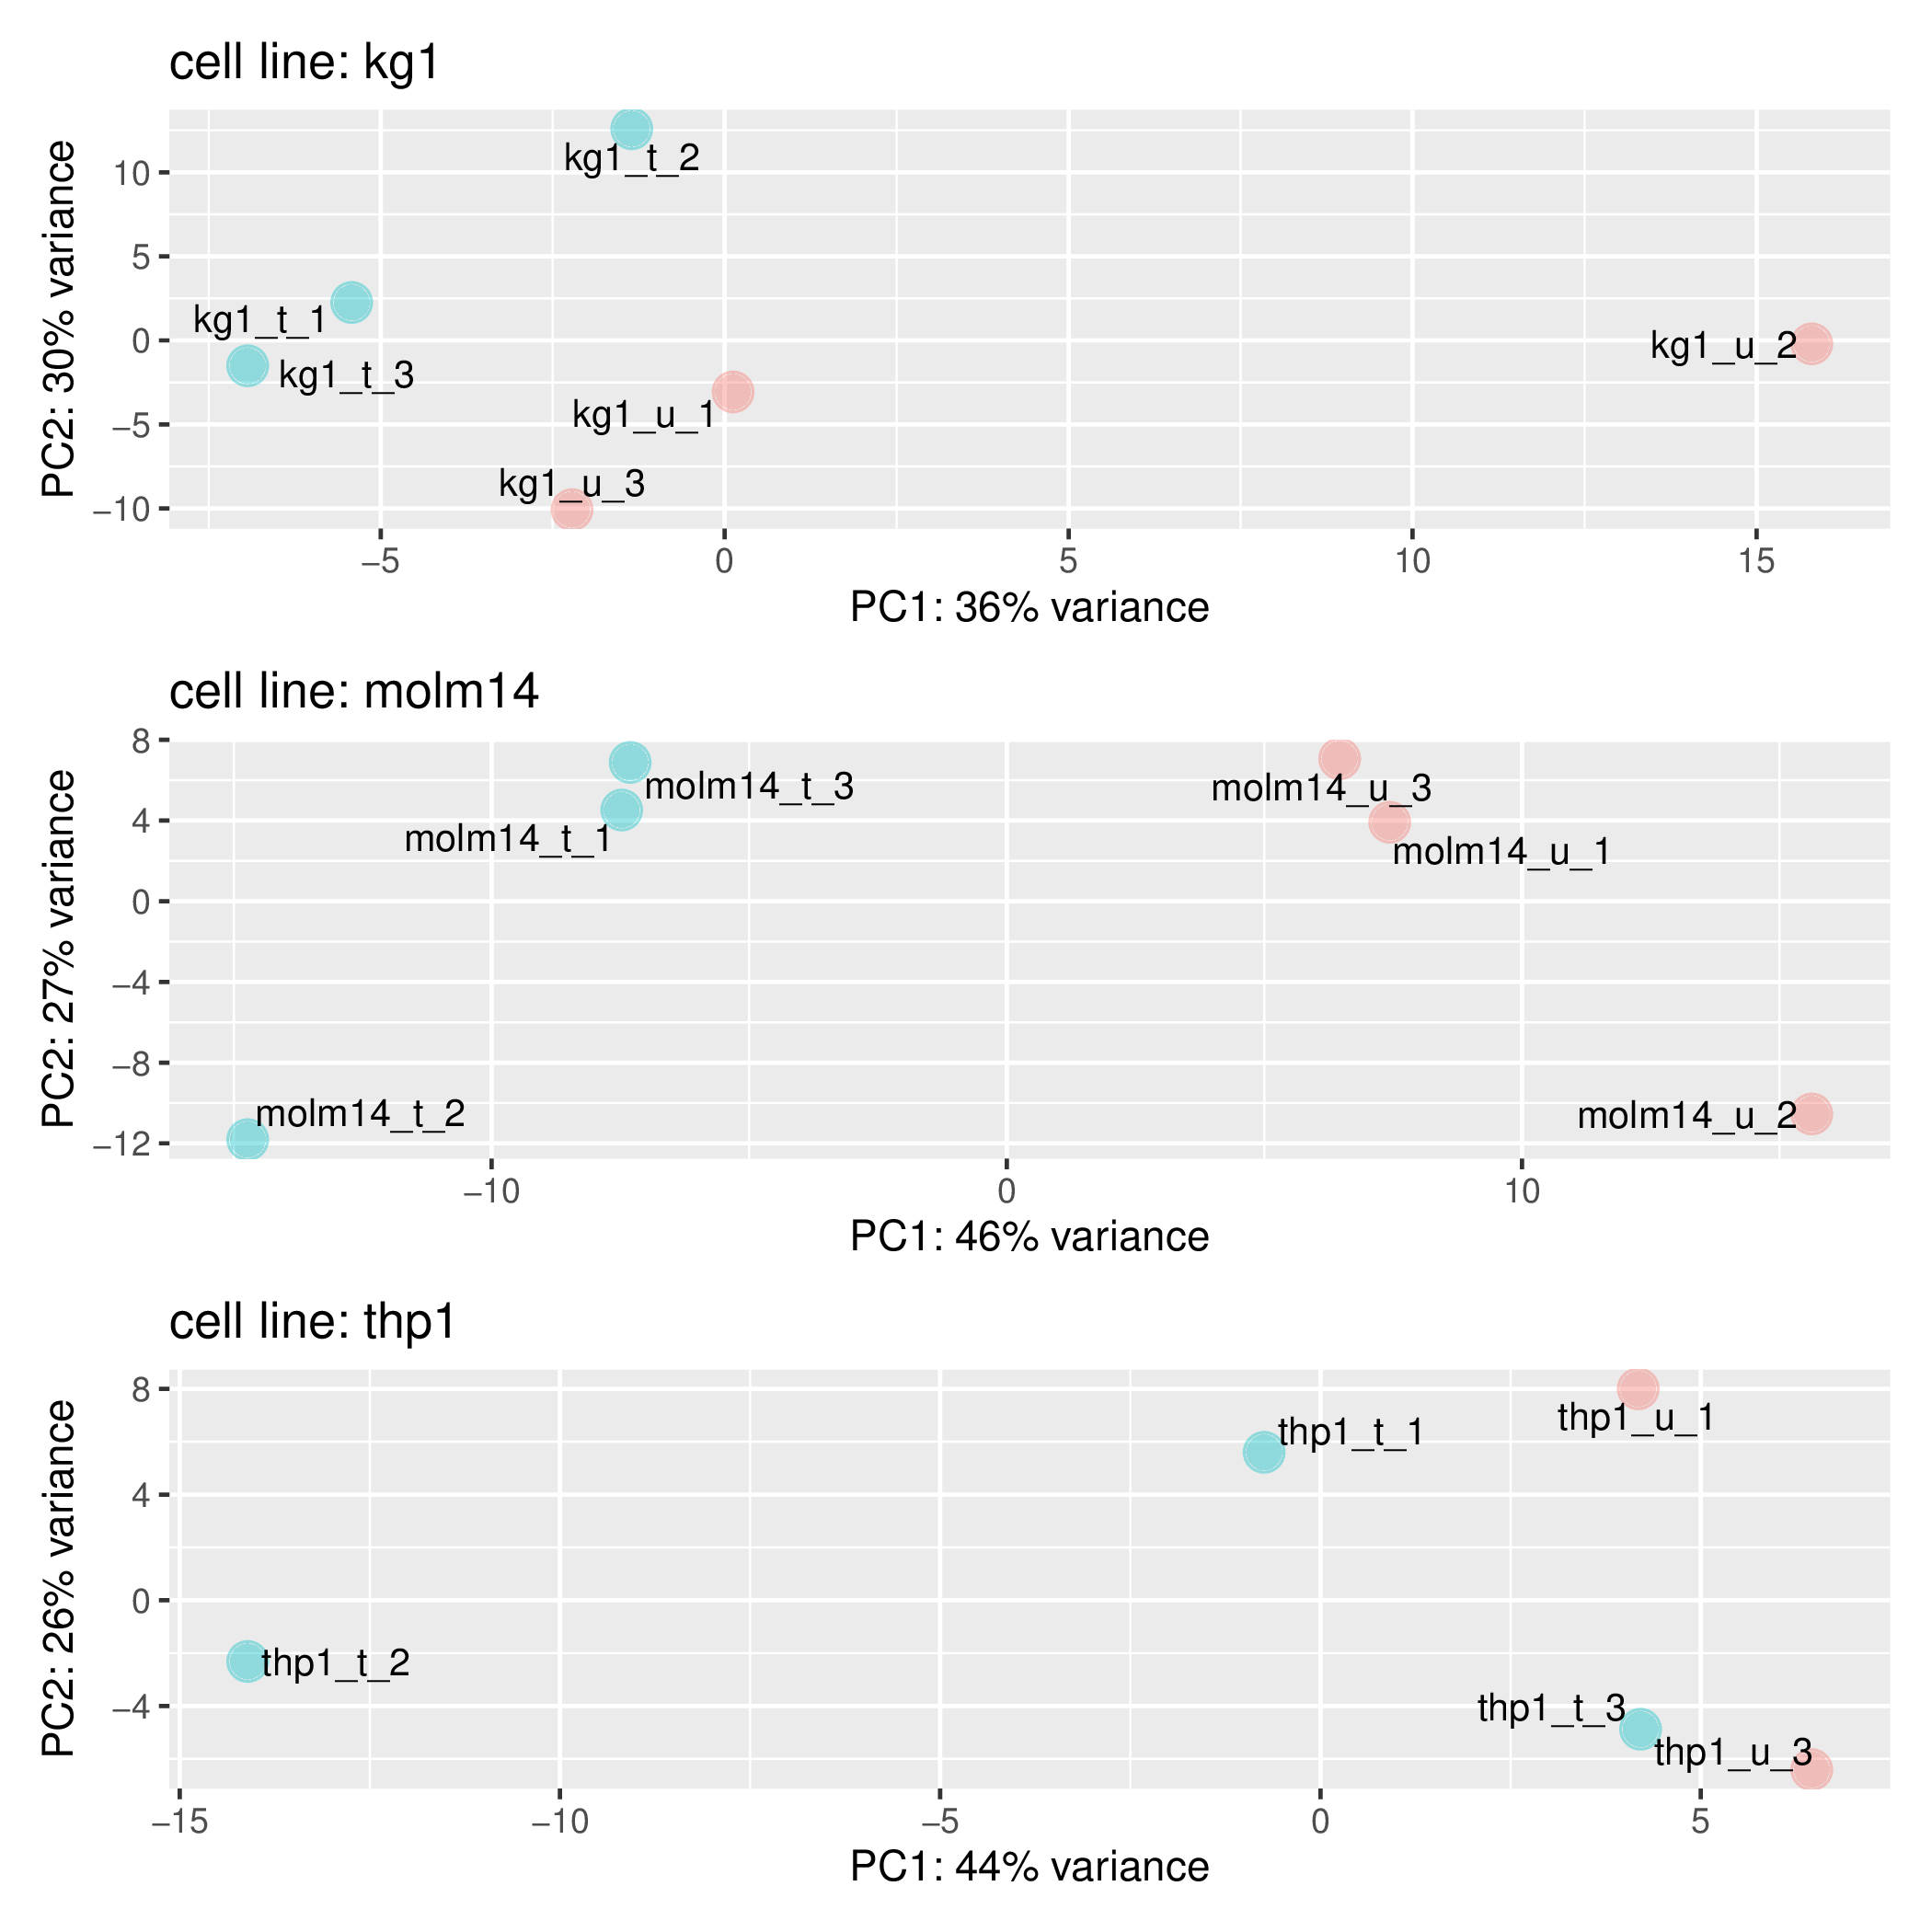 cell line: kg1
PC2: 30% variance
10
5
0
−5
−10
kg1_t_2
kg1_t_1
kg1_t_3
kg1_u_1
kg1_u_2
kg1_u_3
−5 0 5 10 15
PC1: 36% variance
cell line: molm14
PC2: 27% variance
8
4
0
−4
−8
−12
molm14_t_3
molm14_u_3
molm14_t_1
molm14_u_1
molm14_t_2
molm14_u_2
−10 0 10
PC1: 46% variance
cell line: thp1
PC2: 26% variance
8
4
0
−4
thp1_u_1
thp1_t_1
thp1_t_2
thp1_t_3
thp1_u_3
−15 −10 −5 0 5
PC1: 44% variance